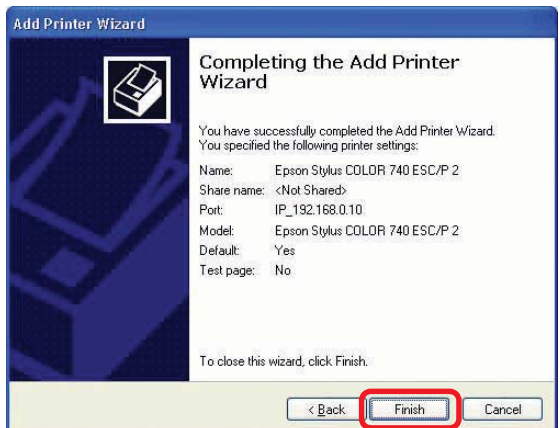 Add Printer Wizard
Completing the Add Printer
Wizard
You have successfully completed the Add Printer Wizard.
You specified the following printer settings:
Name: Epson Stylus COLOR 740 ESC/P 2
Share name: <Not Shared>
Port: IP_192.168.0.10
Model: Epson Stylus COLOR 740 ESC/P 2
Default: Yes
Test page: No
To close this wizard, click Finish.
< Back Finish Cancel